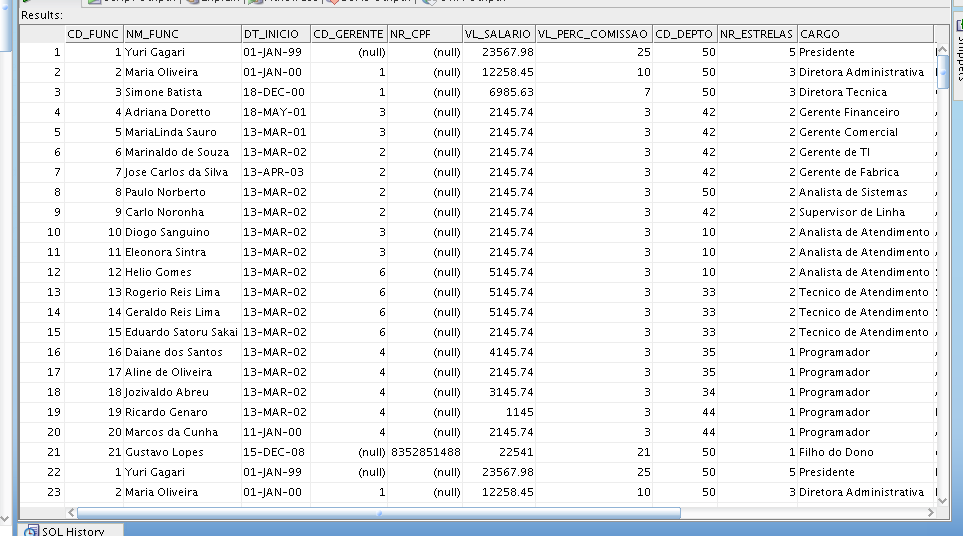 Results:
CD_FUNC NM_FUNC DT_INICIO CD_GERENTE NR_CPF VL_SALARIO VL_PERC_COMISSAO CD_DEPTO NR_ESTRELAS CARGO
1 1 Yuri Gagari 01-JAN-99 (null) (null) 23567.98 25 50 5 Presidente
2 2 Maria Oliveira 01-JAN-00 1 (null) 12258.45 10 50 3 Diretora Administrativa
3 3 Simone Batista 18-DEC-00 1 (null) 6985.63 7 50 3 Diretora Tecnica
4 4 Adriana Doretto 18-MAY-01 3 (null) 2145.74 3 42 2 Gerente Financeiro
5 5 MariaLinda Sauro 13-MAR-01 3 (null) 2145.74 3 42 2 Gerente Comercial
6 6 Marinaldo de Souza 13-MAR-02 2 (null) 2145.74 3 42 2 Gerente de TI
7 7 Jose Carlos da Silva 13-APR-03 2 (null) 2145.74 3 42 2 Gerente de Fabrica
8 8 Paulo Norberto 13-MAR-02 2 (null) 2145.74 3 50 2 Analista de Sistemas
9 9 Carlo Noronha 13-MAR-02 2 (null) 2145.74 3 42 2 Supervisor de Linha
10 10 Diogo Sanguino 13-MAR-02 3 (null) 2145.74 3 10 2 Analista de Atendimento
11 11 Eleonora Sintra 13-MAR-02 3 (null) 2145.74 3 10 2 Analista de Atendimento
12 12 Helio Gomes 13-MAR-02 6 (null) 5145.74 3 10 2 Analista de Atendimento
13 13 Rogerio Reis Lima 13-MAR-02 6 (null) 5145.74 3 33 2 Tecnico de Atendimento
14 14 Geraldo Reis Lima 13-MAR-02 6 (null) 5145.74 3 33 2 Tecnico de Atendimento
15 15 Eduardo Satoru Sakai 13-MAR-02 6 (null) 2145.74 3 33 2 Tecnico de Atendimento
16 16 Daiane dos Santos 13-MAR-02 4 (null) 4145.74 3 35 1 Programador
17 17 Aline de Oliveira 13-MAR-02 4 (null) 2145.74 3 35 1 Programador
18 18 Jozivaldo Abreu 13-MAR-02 4 (null) 3145.74 3 34 1 Programador
19 19 Ricardo Genaro 13-MAR-02 4 (null) 1145 3 44 1 Programador
20 20 Marcos da Cunha 11-JAN-00 4 (null) 2145.74 3 44 1 Programador
21 21 Gustavo Lopes 15-DEC-08 (null) 8352851488 22541 21 50 1 Filho do Dono
22 1 Yuri Gagari 01-JAN-99 (null) (null) 23567.98 25 50 5 Presidente
23 2 Maria Oliveira 01-JAN-00 1 (null) 12258.45 10 50 3 Diretora Administrativa
SQL History